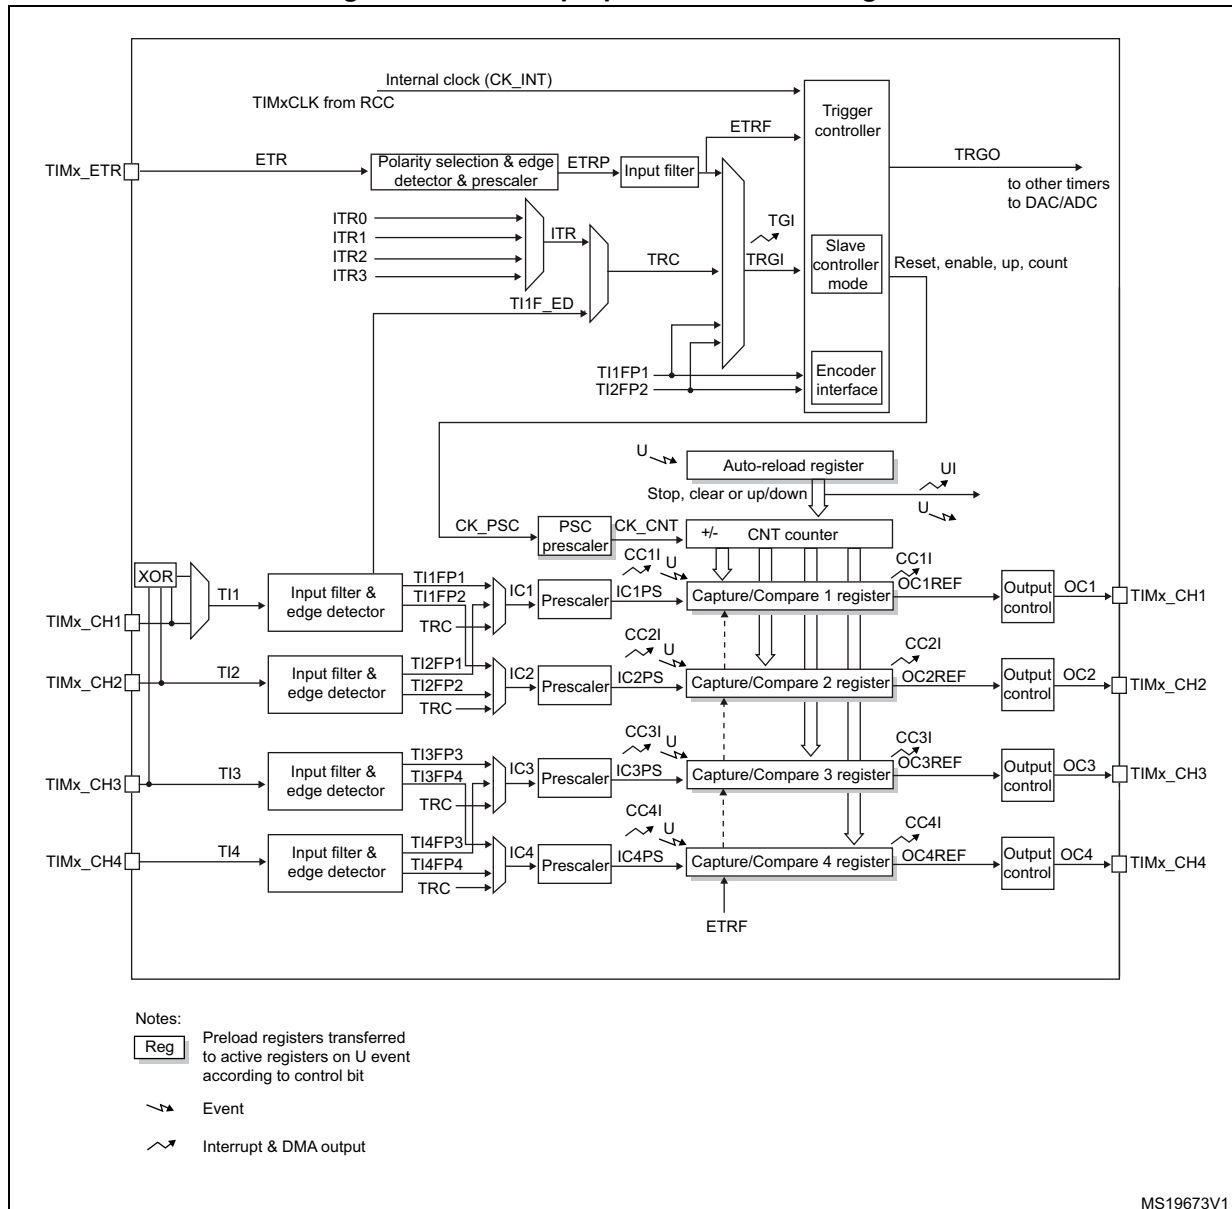 Internal clock (CK_INT)
TIMxCLK from RCC
Trigger
controller
ETRF
TIMx_ETR
ETR
Polarity selection & edge
detector & prescaler
ETRP
Input filter
TRGO
to other timers
to DAC/ADC
ITR0
ITR1
ITR2
ITR3
ITR
TRC
TI1F_ED
TGI
TRGI
Slave
controller
mode
Reset, enable, up, count
TI1FP1
TI2FP2
Encoder
interface
U
Auto-reload register
Stop, clear or up/down
UI
U
CK_PSC
PSC
prescaler
CK_CNT
+/-
CNT counter
XOR
TI1
TIMx_CH1
Input filter &
edge detector
TI1FP1
TI1FP2
TRC
IC1
Prescaler
IC1PS
CC1I
U
Capture/Compare 1 register
CC1I
OC1REF
Output
control
OC1
TIMx_CH1
TIMx_CH2
TI2
Input filter &
edge detector
TI2FP1
TI2FP2
TRC
IC2
Prescaler
IC2PS
CC2I
U
Capture/Compare 2 register
CC2I
OC2REF
Output
control
OC2
TIMx_CH2
TIMx_CH3
TI3
Input filter &
edge detector
TI3FP3
TI3FP4
TRC
IC3
Prescaler
IC3PS
CC3I
U
Capture/Compare 3 register
CC3I
OC3REF
Output
control
OC3
TIMx_CH3
TIMx_CH4
TI4
Input filter &
edge detector
TI4FP3
TI4FP4
TRC
IC4
Prescaler
IC4PS
CC4I
U
Capture/Compare 4 register
CC4I
OC4REF
Output
control
OC4
TIMx_CH4
ETRF
Notes:
Reg
Preload registers transferred
to active registers on U event
according to control bit
Event
Interrupt & DMA output
MS19673V1